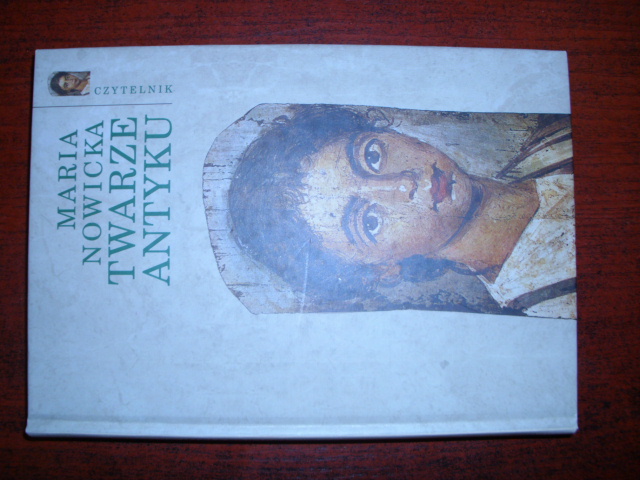 CZYTELNIK
MARIA
NOWICKA
TWARZE
ANTYKU